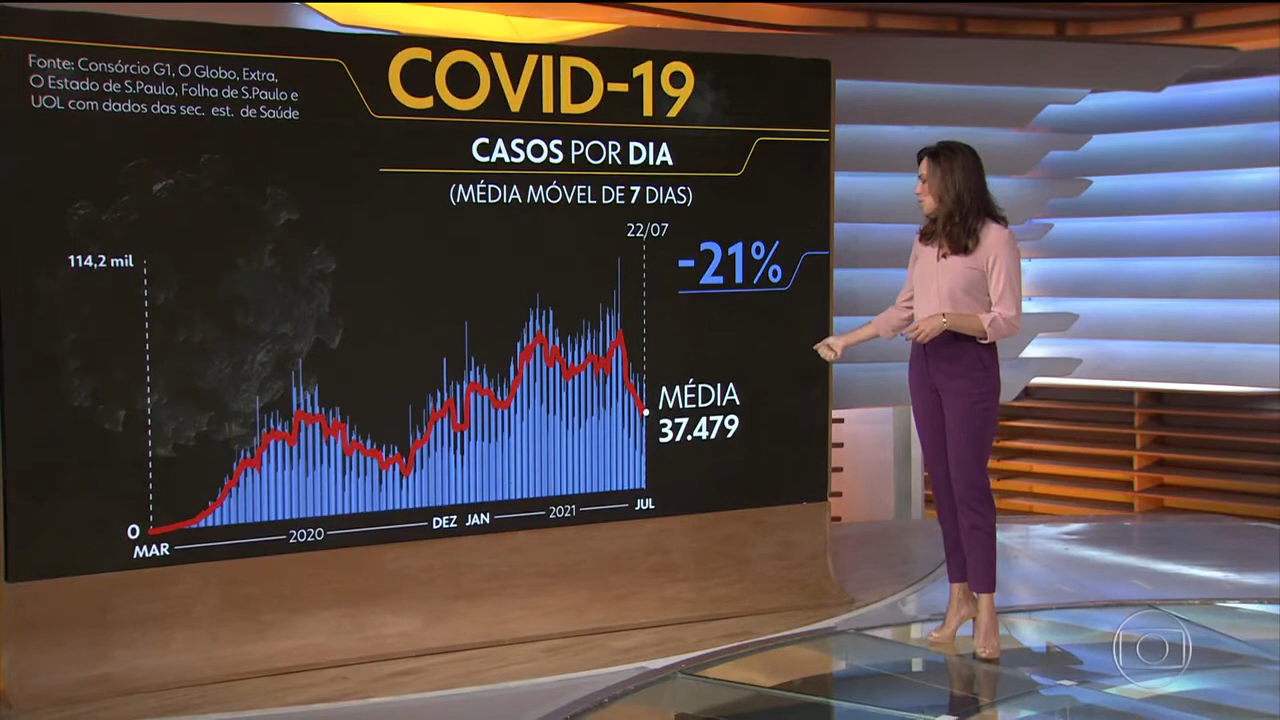 Fonte: Consórcio G1, O Globo, Extra,
O Estado de S.Paulo, Folha de S.Paulo e
UOL com dados das sec. est. de Saúde
COVID-19
CASOS POR DIA
(MÉDIA MÓVEL DE 7 DIAS)
22/07
-21%
114,2 mil
MÉDIA
37.479
0
MAR
2020
DEZ
JAN
2021
JUL